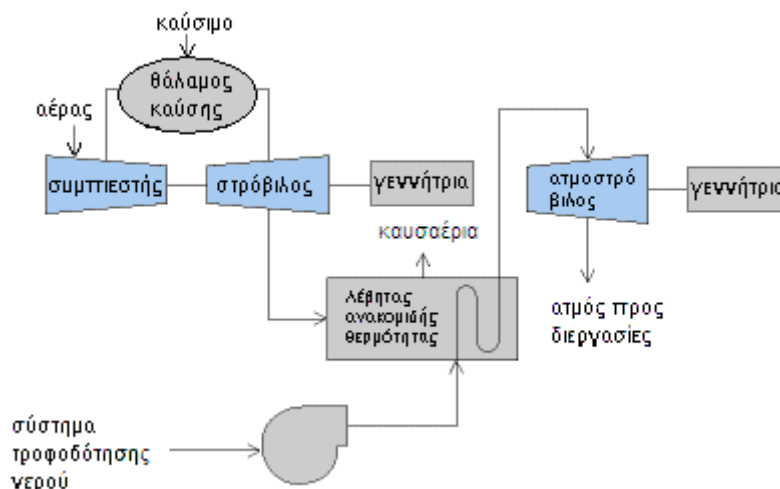 καύσιμο
θάλαμος
καύσης
αέρας
συμπιεστής
στρόβιλος
γεννήτρια
ατμοστρό
βιλος
γεννήτρια
καυσαέρια
λέβητας
ανακομιδής
θερμότητας
ατμός προς
διεργασίες
σύστημα
τροφοδότησης
νερού